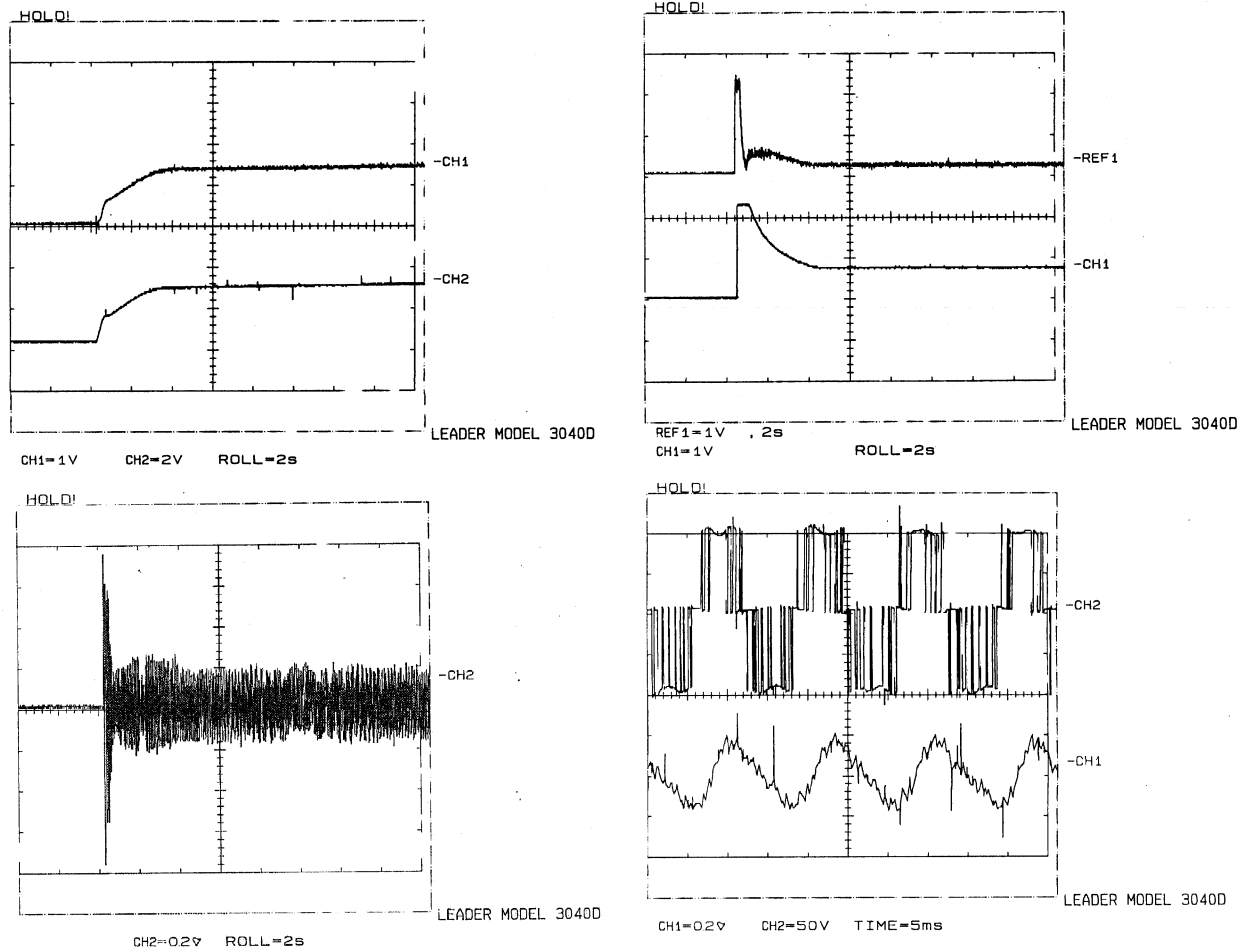 HOLD!
-CH1
-CH2
LEADER MODEL 3040D
CH1=1V CH2=2V ROLL=2s
HOLD!
-REF1
-CH1
LEADER MODEL 3040D
REF1=1V , 2s
CH1=1V ROLL=2s
HOLD!
-CH2
LEADER MODEL 3040D
CH2=0.2V ROLL=2s
HOLD!
-CH2
-CH1
LEADER MODEL 3040D
CH1=0.2V CH2=50V TIME=5ms